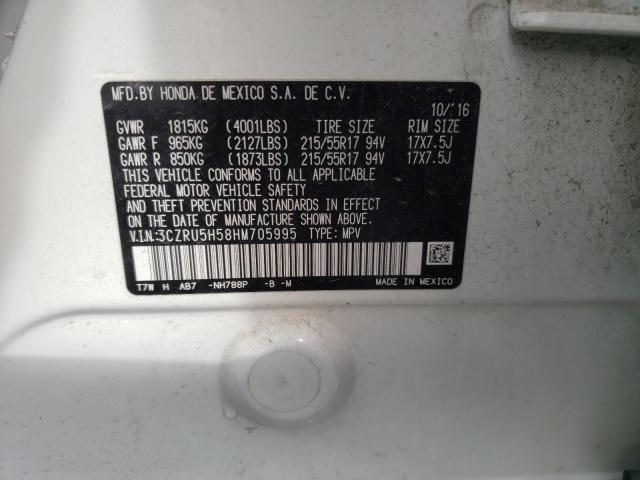 MFD. BY HONDA DE MEXICO S.A. DE C.V.
10/'16
GVWR 1815KG (4001LBS) TIRE SIZE RIM SIZE
GAWR F 965KG (2127LBS) 215/55R17 94V 17X7.5J
GAWR R 850KG (1873LBS) 215/55R17 94V 17X7.5J
THIS VEHICLE CONFORMS TO ALL APPLICABLE
FEDERAL MOTOR VEHICLE SAFETY
AND THEFT PREVENTION STANDARDS IN EFFECT
ON THE DATE OF MANUFACTURE SHOWN ABOVE.
V.I.N:3CZRU5H58HM705995 TYPE: MPV
T7W H AB7 -NH788P -B -M MADE IN MEXICO